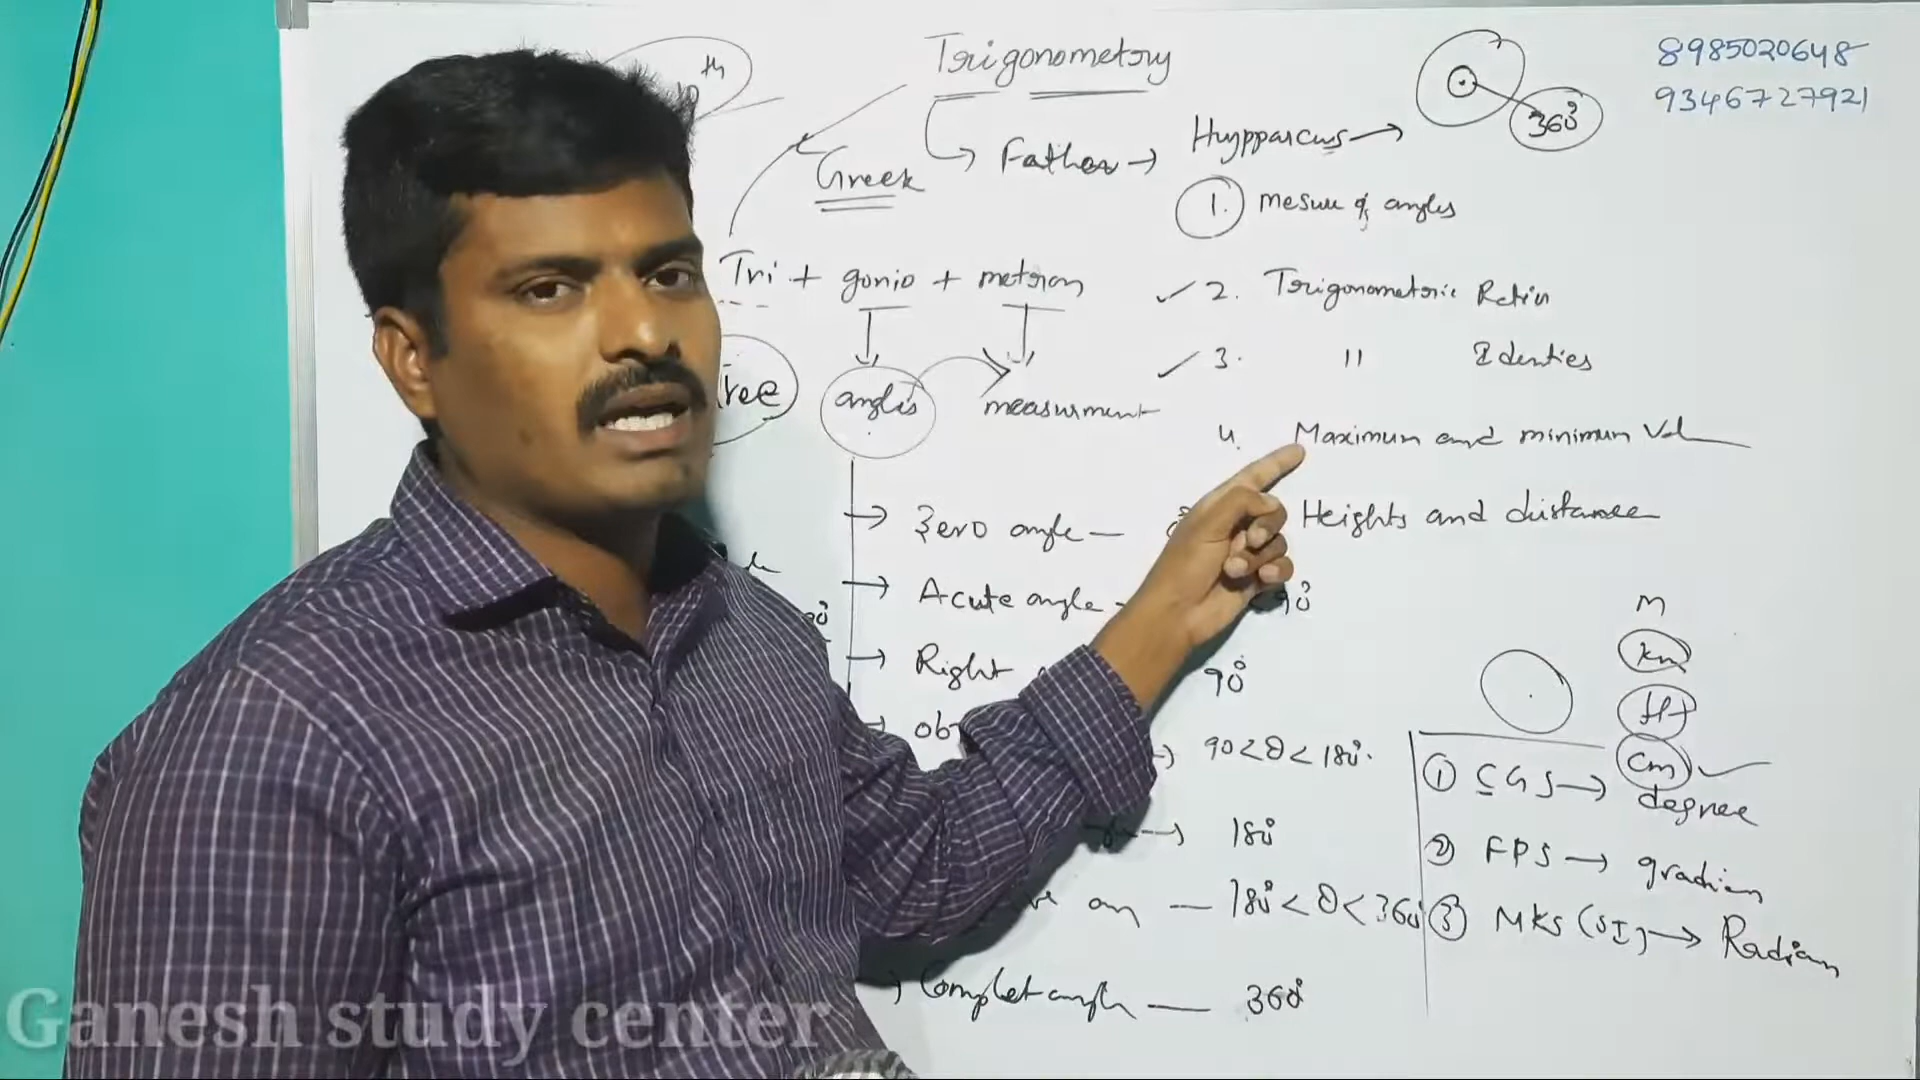 Trigonometry
8985020648
9346727921
th
360°
Father → Hypparcus →
Greek
1. Mesure of angles
Tri + gonio + metron
✓ 2. Trigonometric Ratio
✓ 3. " Identies
angles
measurment
4. Maximum and minimum Val
Zero angle —
Heights and distance
Acute angle
90°
M
km
Right
90°
cm ✓
90<θ<180°
① CGS → degree
→ 180°
② FPS → gradian
— 180°<θ<360°
③ MKS (SI) → Radian
Complet angle — 360°
Ganesh study center